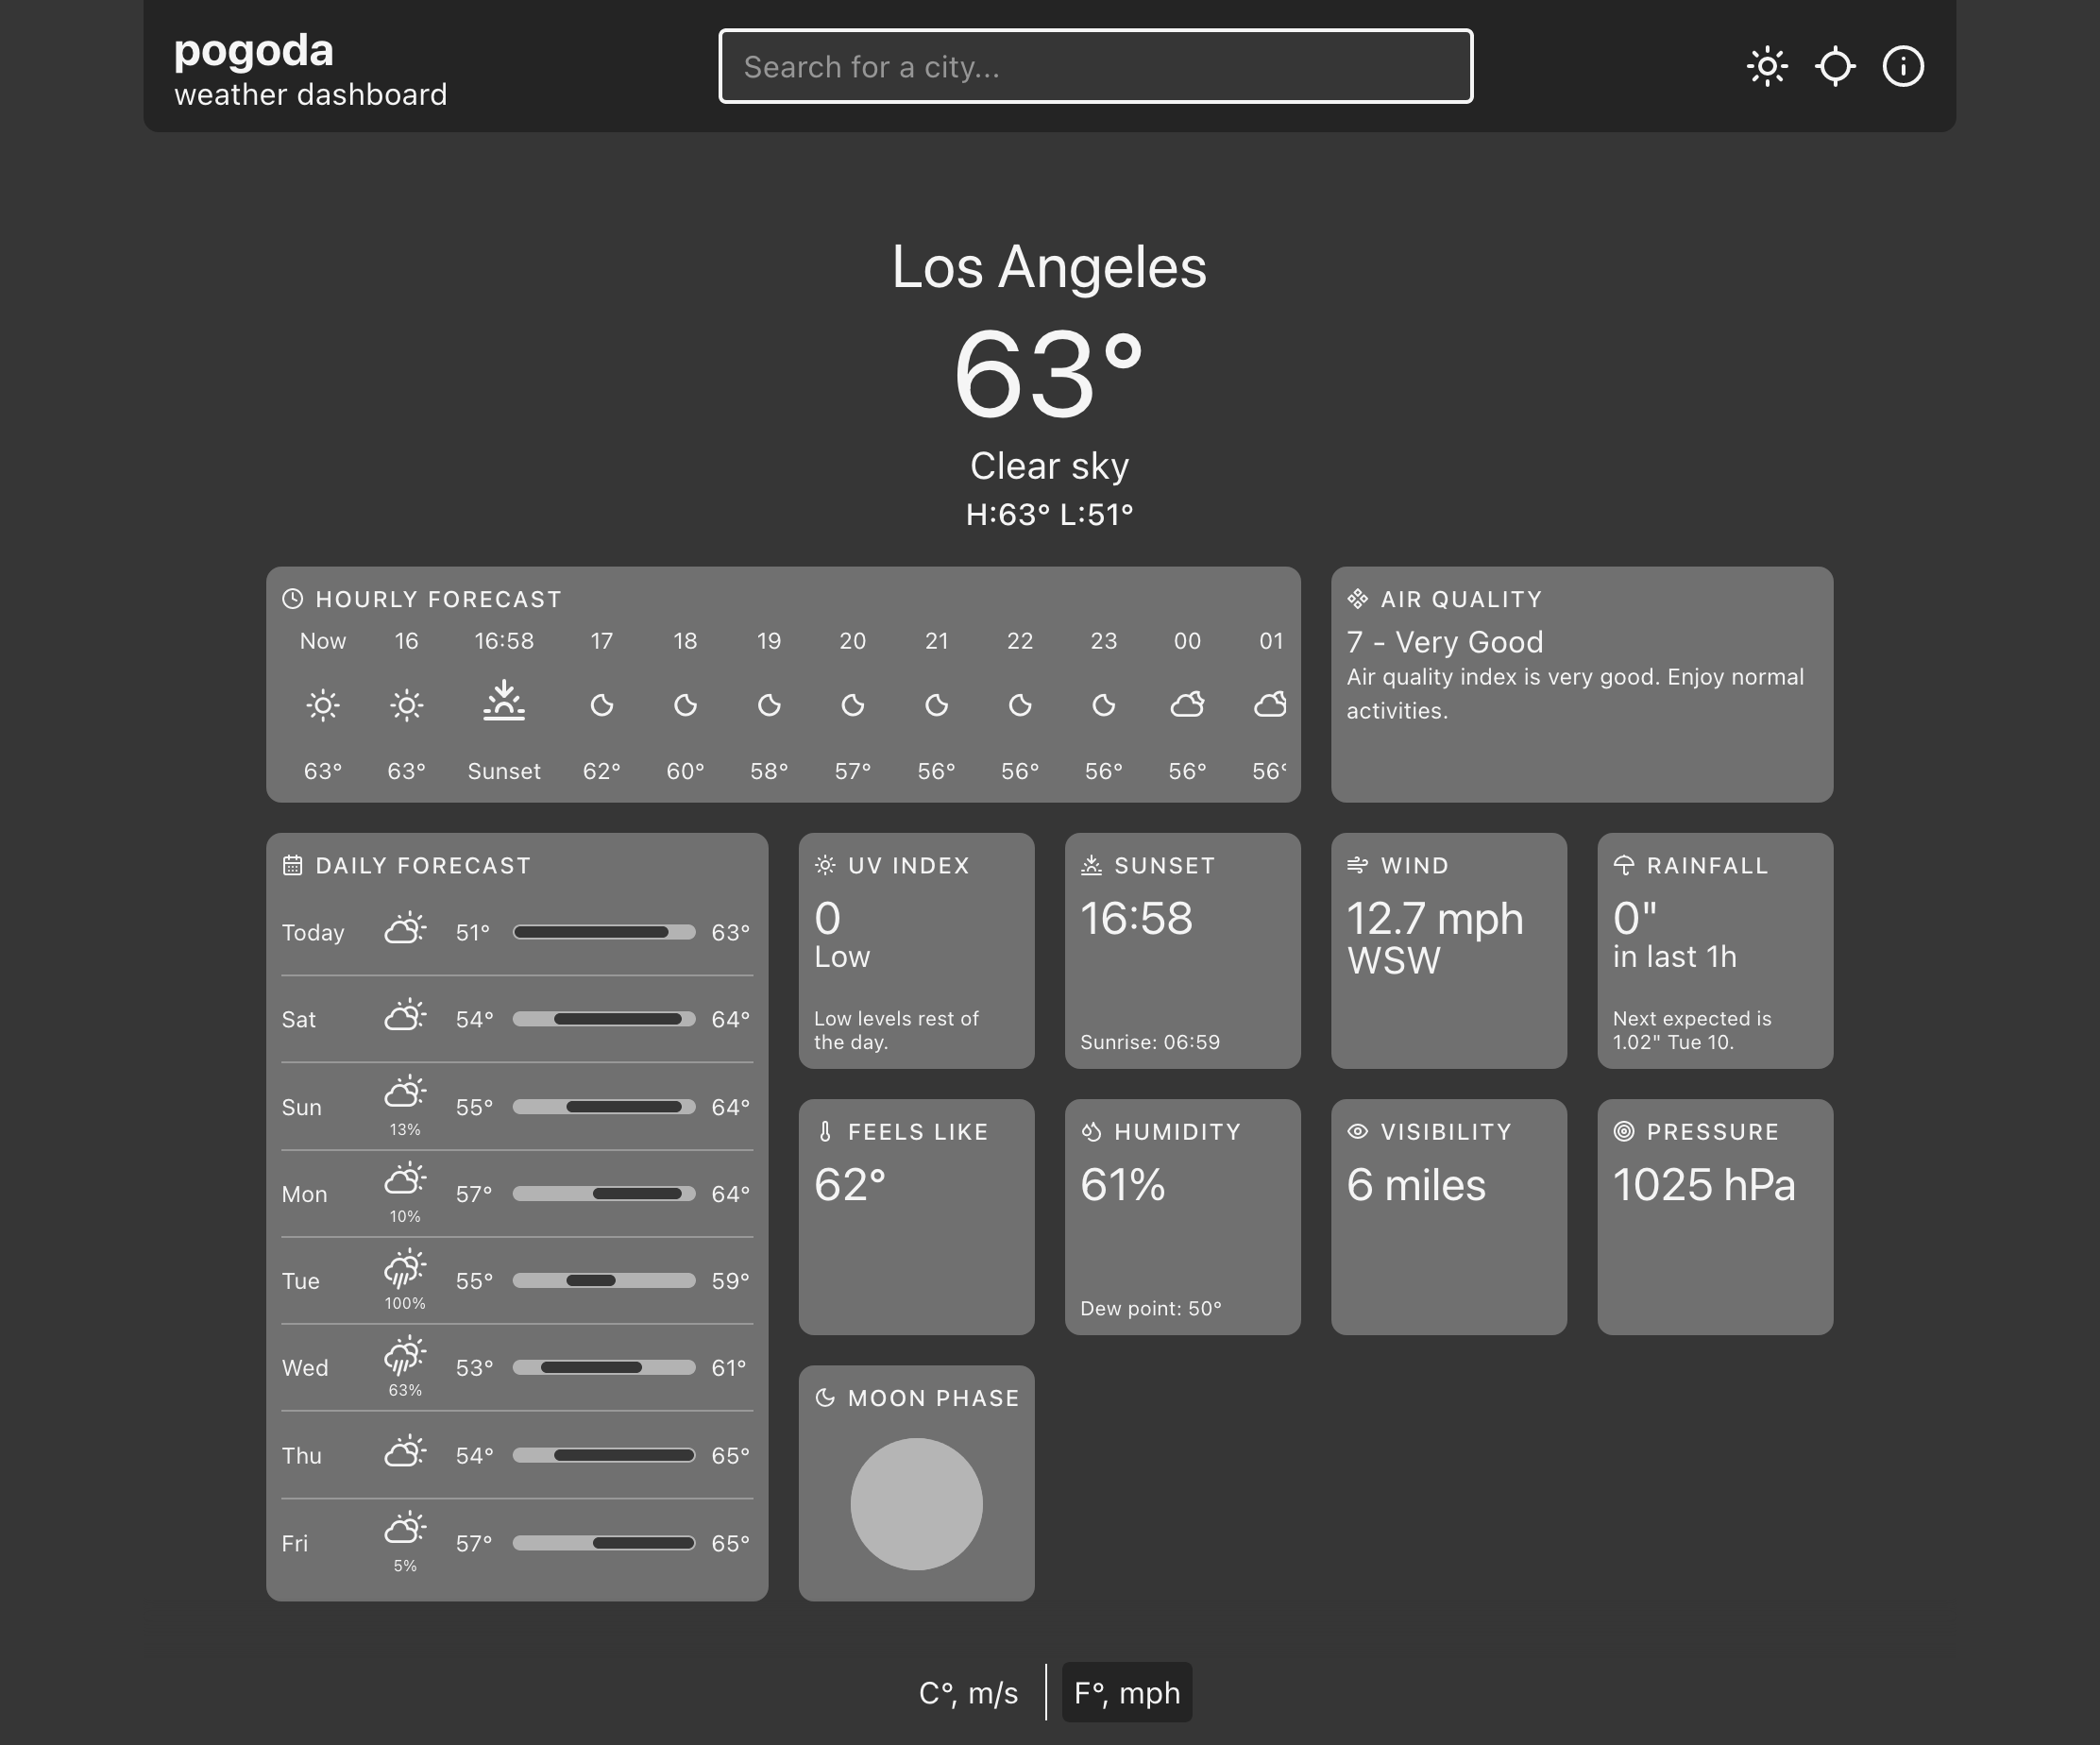 pogoda
weather dashboard
Search for a city...
Los Angeles
63°
Clear sky
H:63° L:51°
HOURLY FORECAST
Now 16 16:58 17 18 19 20 21 22 23 00 01
63° 63° Sunset 62° 60° 58° 57° 56° 56° 56° 56° 56°
AIR QUALITY
7 - Very Good
Air quality index is very good. Enjoy normal
activities.
DAILY FORECAST
Today 51° 63°
Sat 54° 64°
Sun 55° 64°
13%
Mon 57° 64°
10%
Tue 55° 59°
100%
Wed 53° 61°
63%
Thu 54° 65°
Fri 57° 65°
5%
UV INDEX
0
Low
Low levels rest of
the day.
SUNSET
16:58
Sunrise: 06:59
WIND
12.7 mph
WSW
RAINFALL
0"
in last 1h
Next expected is
1.02" Tue 10.
FEELS LIKE
62°
HUMIDITY
61%
Dew point: 50°
VISIBILITY
6 miles
PRESSURE
1025 hPa
MOON PHASE
C°, m/s F°, mph